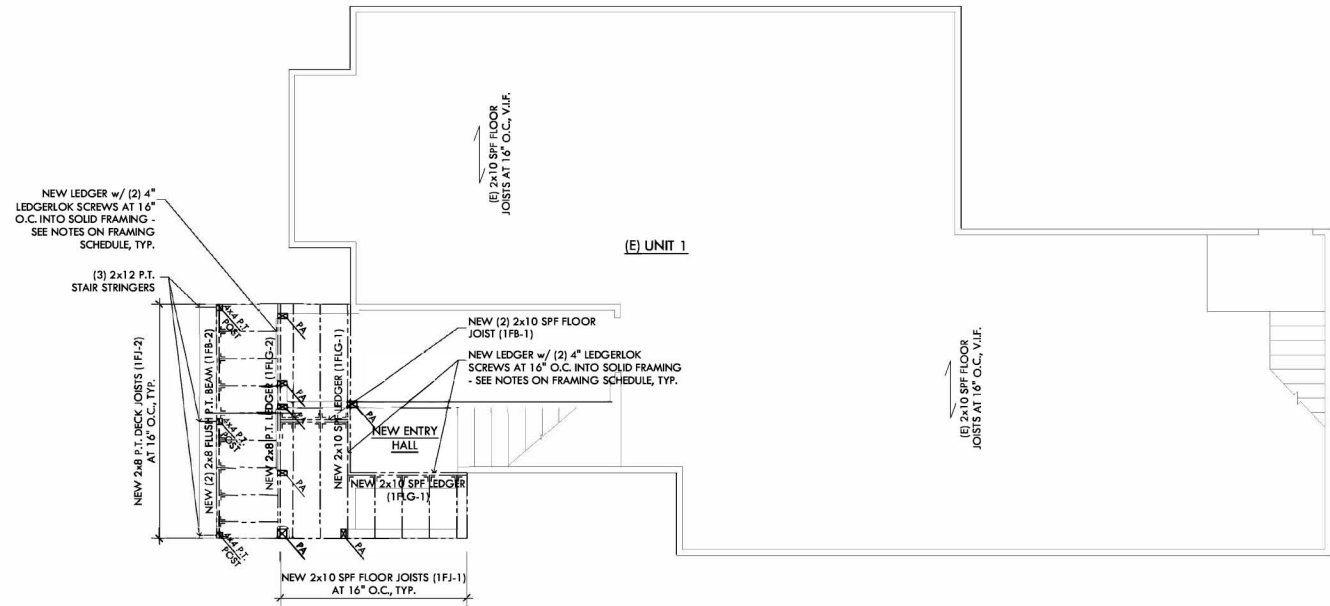 (E) 2x10 SPF FLOOR
JOISTS AT 16" O.C., V.I.F.
NEW LEDGER w/ (2) 4"
LEDGERLOK SCREWS AT 16"
O.C. INTO SOLID FRAMING -
SEE NOTES ON FRAMING
SCHEDULE, TYP.
(E) UNIT 1
(3) 2x12 P.T.
STAIR STRINGERS
NEW 2x8 P.T. DECK JOISTS (1FJ-2)
AT 16" O.C., TYP.
NEW (2) 2x8 FLUSH P.T. BEAM (1FB-2)
4x4 P.T.
POST
4x4 P.T.
POST
4x4 P.T.
POST
NEW 2x8 P.T. LEDGER (1FLG-2)
NEW 2x10 SPF LEDGER (1FLG-1)
PA
PA
PA
PA
PA
PA
PA
NEW (2) 2x10 SPF FLOOR
JOIST (1FB-1)
NEW LEDGER w/ (2) 4" LEDGERLOK
SCREWS AT 16" O.C. INTO SOLID FRAMING
- SEE NOTES ON FRAMING SCHEDULE, TYP.
NEW ENTRY
HALL
NEW 2x10 SPF LEDGER
(1FLG-1)
NEW 2x10 SPF FLOOR JOISTS (1FJ-1)
AT 16" O.C., TYP.
(E) 2x10 SPF FLOOR
JOISTS AT 16" O.C., V.I.F.